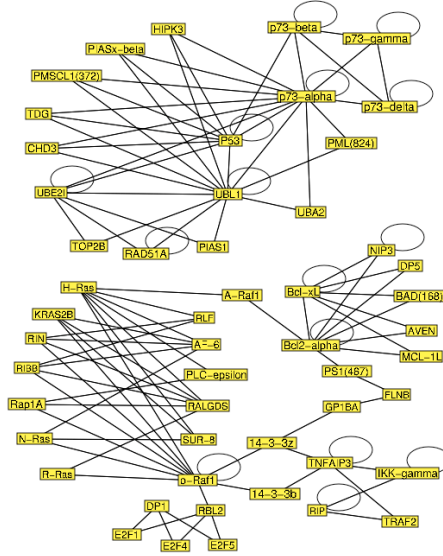 p73-beta
HIPK3
p73-gamma
PIASx-beta
PMSCL1(372)
p73-alpha
p73-delta
TDG
P53
PML(824)
CHD3
UBE2I
UBL1
UBA2
TOP2B
RAD51A
PIAS1
NIP3
DP5
H-Ras
A-Raf1
Bcl-xL
BAD(168)
KRAS2B
RLF
RIN
AF-6
Bcl2-alpha
AVEN
MCL-1L
PLC-epsilon
PS1(467)
Rap1A
RALGDS
FLNB
GP1BA
N-Ras
SUR-8
14-3-3z
TNFAIP3
R-Ras
IKK-gamma
14-3-3b
DP1
RBL2
RIP
TRAF2
E2F1
E2F4
E2F5